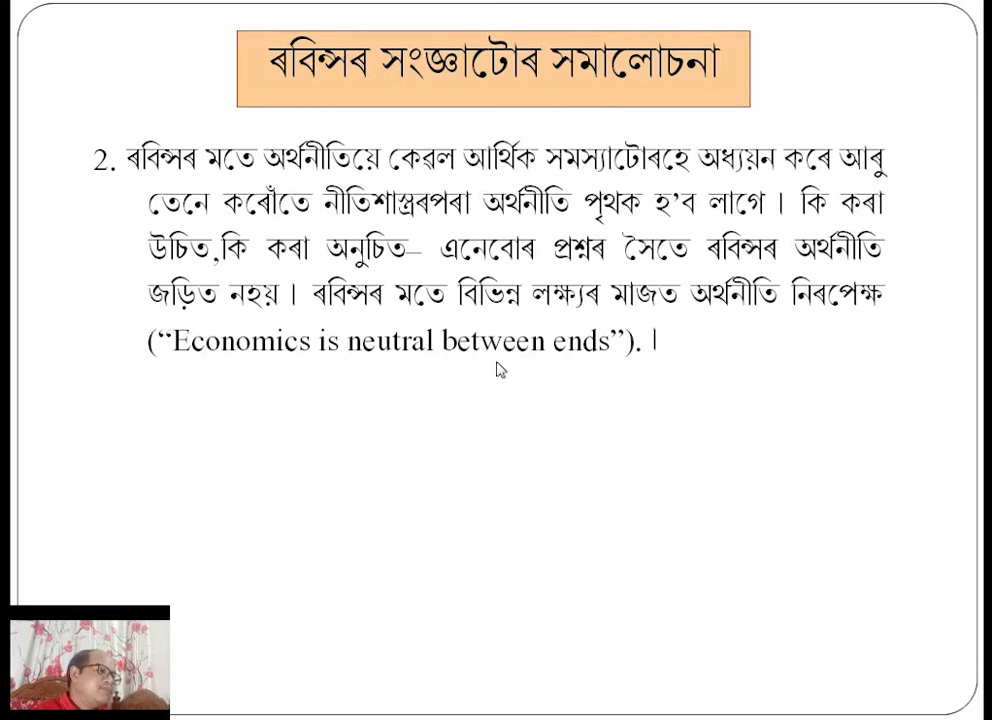 ৰবিন্সৰ সংজ্ঞাটোৰ সমালোচনা
2. ৰবিন্সৰ মতে অৰ্থনীতিয়ে কেৱল আৰ্থিক সমস্যাটোৰহে অধ্যয়ন কৰে আৰু
তেনে কৰোঁতে নীতিশাস্ত্ৰৰপৰা অৰ্থনীতি পৃথক হ’ব লাগে। কি কৰা
উচিত,কি কৰা অনুচিত– এনেবোৰ প্ৰশ্নৰ সৈতে ৰবিন্সৰ অৰ্থনীতি
জড়িত নহয়। ৰবিন্সৰ মতে বিভিন্ন লক্ষ্যৰ মাজত অৰ্থনীতি নিৰপেক্ষ
(“Economics is neutral between ends”). |